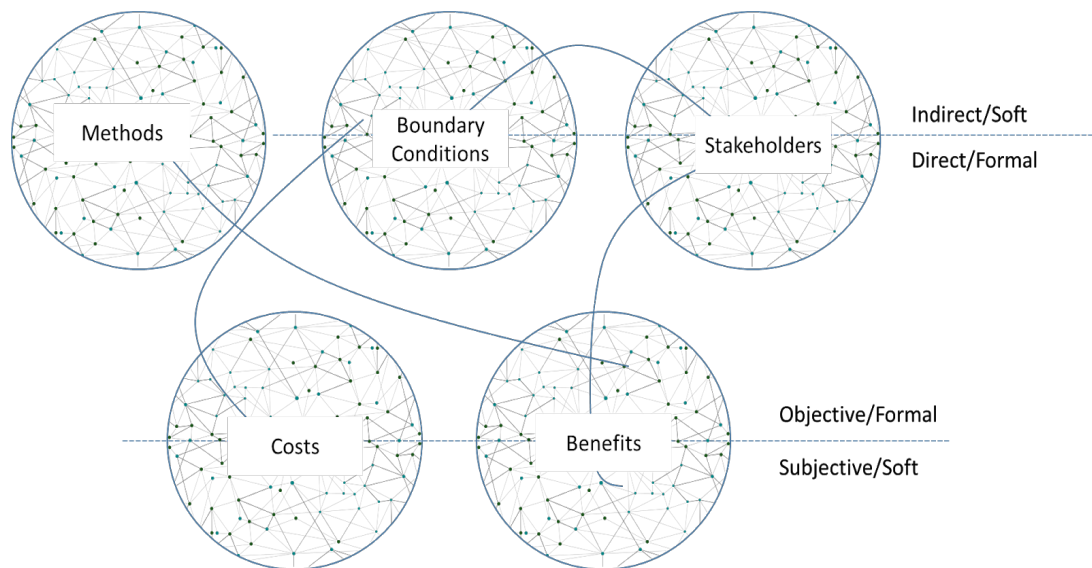 Methods
Boundary
Conditions
Stakeholders
Indirect/Soft
Direct/Formal
Costs
Benefits
Objective/Formal
Subjective/Soft